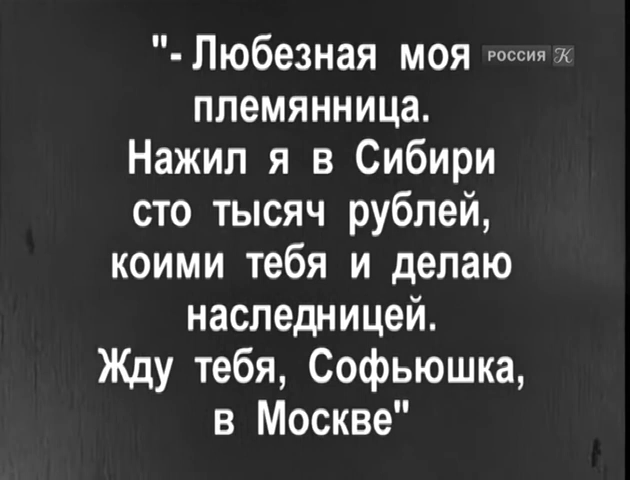 "- Любезная моя
РОССИЯ К
племянница.
Нажил я в Сибири
сто тысяч рублей,
коими тебя и делаю
наследницей.
Жду тебя, Софьюшка,
в Москве"